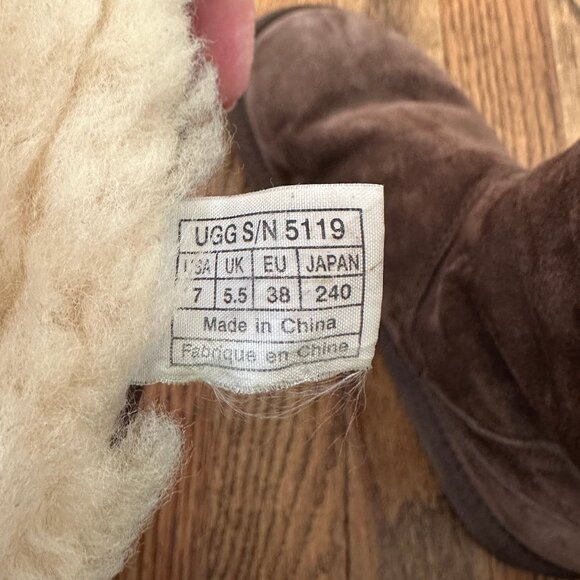 UGG S/N 5119
USA UK EU JAPAN
7 5.5 38 240
Made in China
Fabrique en Chine